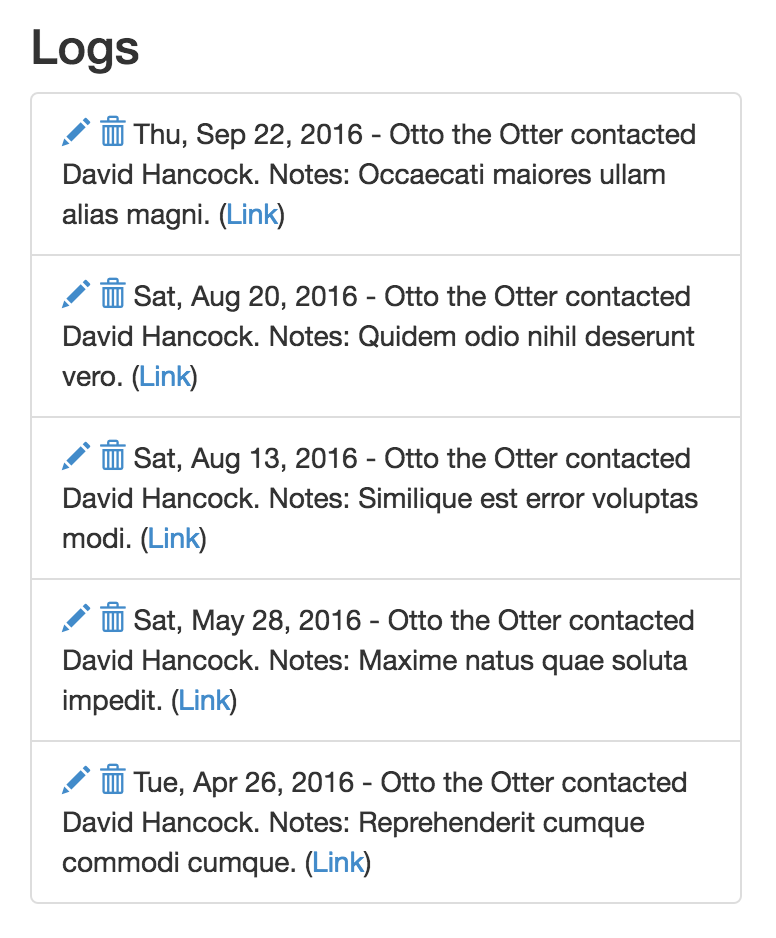 Logs
Thu, Sep 22, 2016 - Otto the Otter contacted
David Hancock. Notes: Occaecati maiores ullam
alias magni. (Link)
Sat, Aug 20, 2016 - Otto the Otter contacted
David Hancock. Notes: Quidem odio nihil deserunt
vero. (Link)
Sat, Aug 13, 2016 - Otto the Otter contacted
David Hancock. Notes: Similique est error voluptas
modi. (Link)
Sat, May 28, 2016 - Otto the Otter contacted
David Hancock. Notes: Maxime natus quae soluta
impedit. (Link)
Tue, Apr 26, 2016 - Otto the Otter contacted
David Hancock. Notes: Reprehenderit cumque
commodi cumque. (Link)